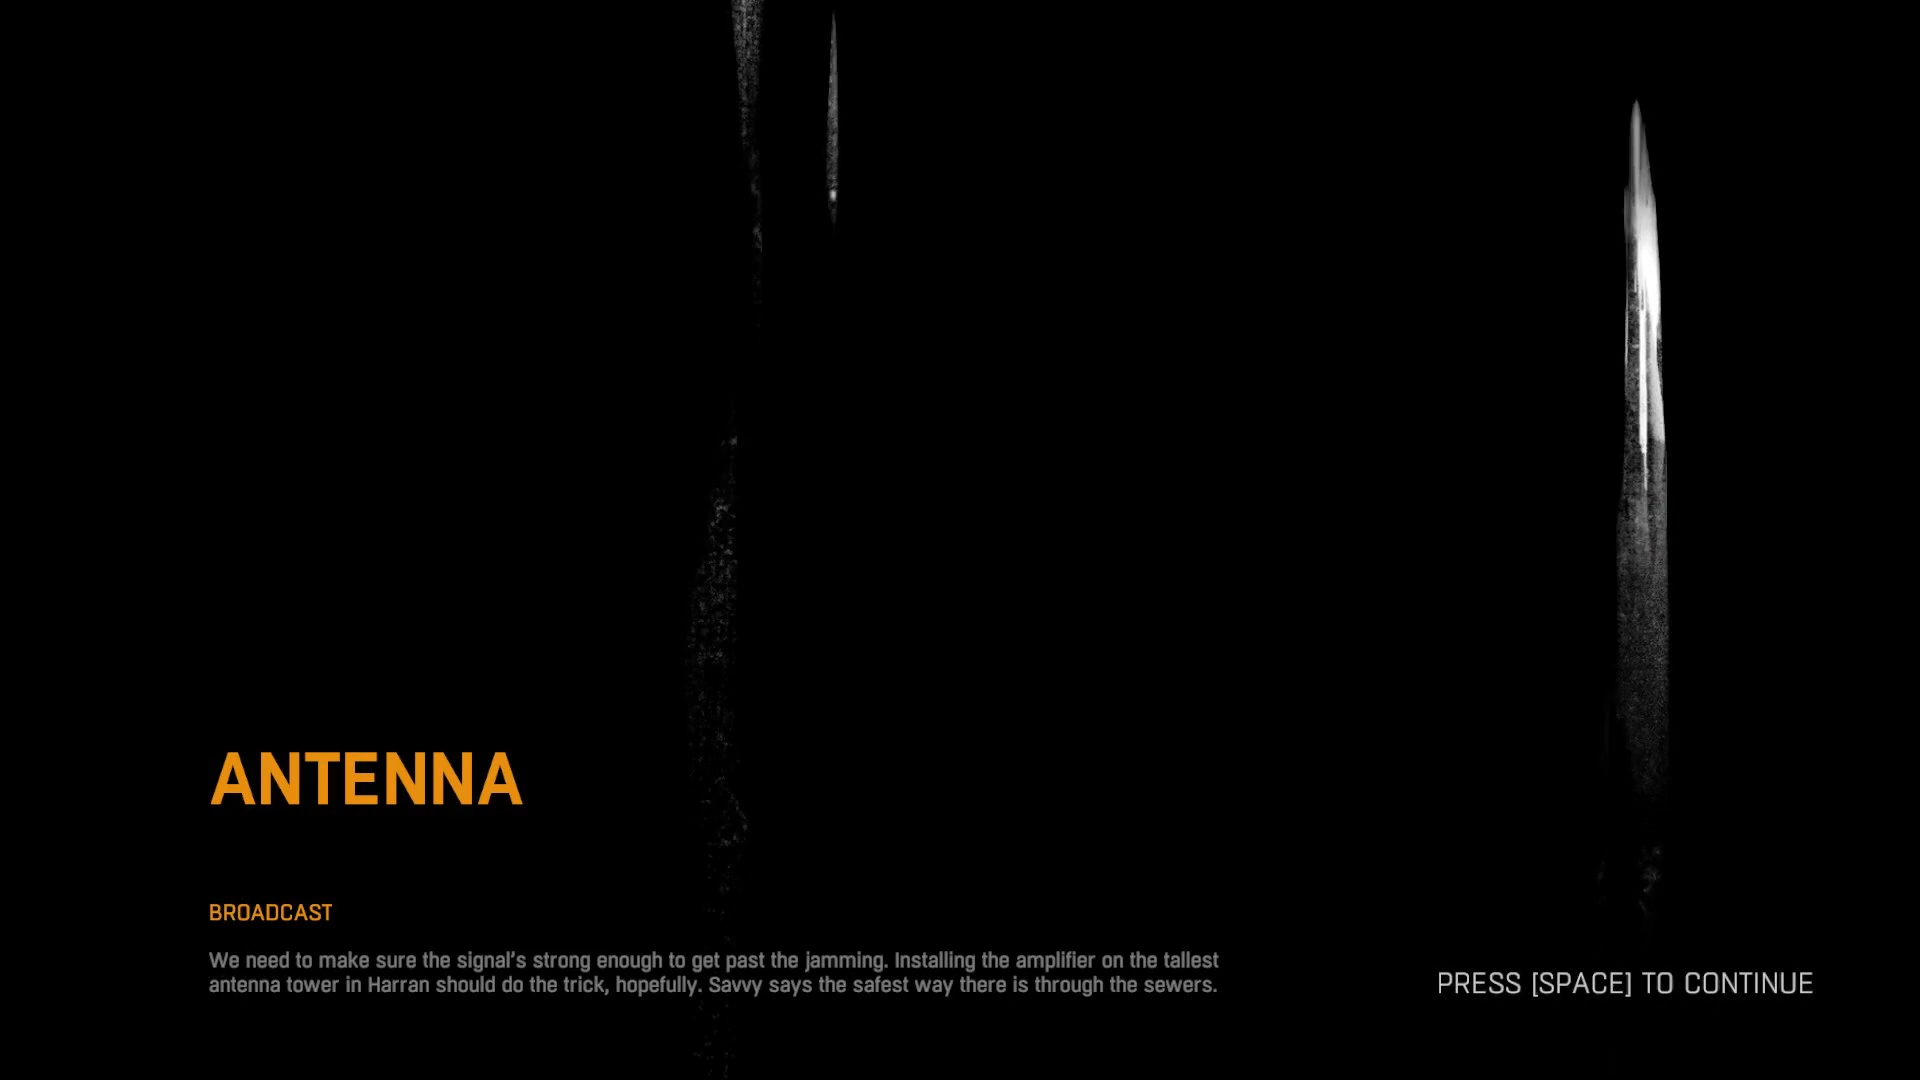 ANTENNA
BROADCAST
We need to make sure the signal's strong enough to get past the jamming. Installing the amplifier on the tallest
antenna tower in Harran should do the trick, hopefully. Savvy says the safest way there is through the sewers.
PRESS [SPACE] TO CONTINUE